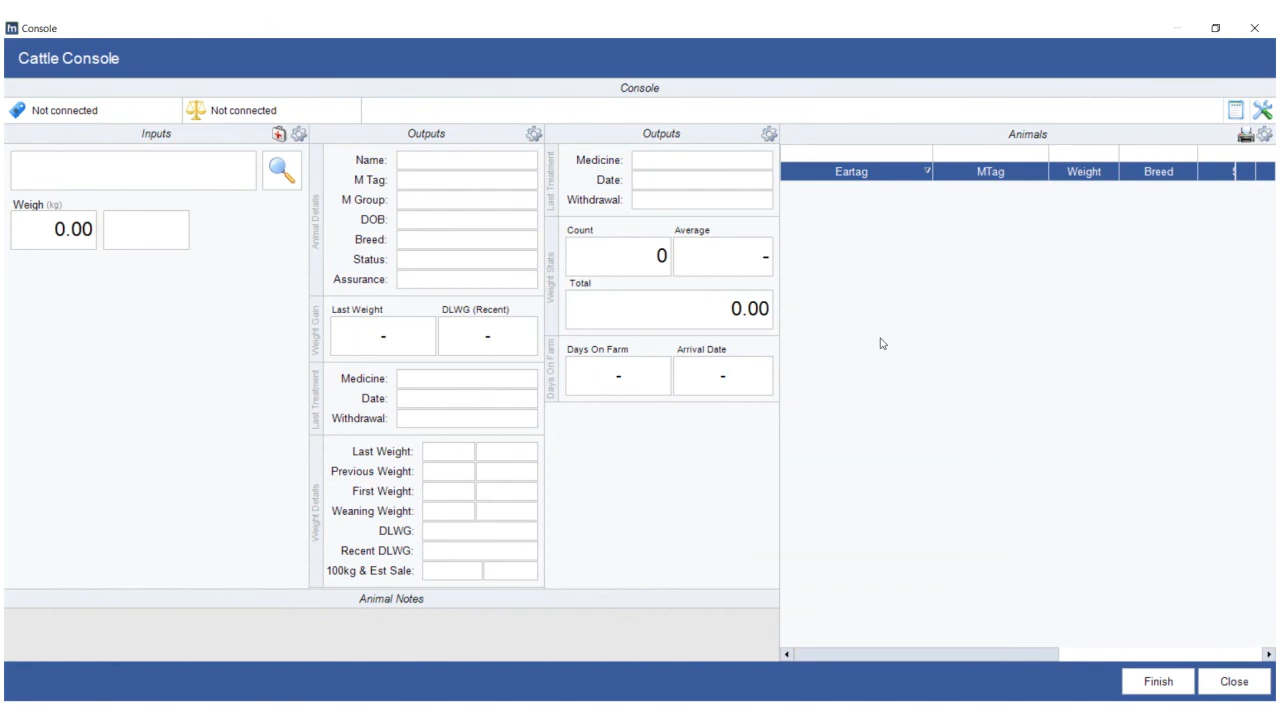 Console
Cattle Console
Console
Not connected
Not connected
Inputs
Weigh (kg)
0.00
Outputs
Animal Details
Name:
M Tag:
M Group:
DOB:
Breed:
Status:
Assurance:
Weight Gain
Last Weight
DLWG (Recent)
-
-
Last Treatment
Medicine:
Date:
Withdrawal:
Weight Details
Last Weight:
Previous Weight:
First Weight:
Weaning Weight:
DLWG:
Recent DLWG:
100kg & Est Sale:
Outputs
Last Treatment
Medicine:
Date:
Withdrawal:
Weight Stats
Count
Average
0
-
Total
0.00
Days On Farm
Days On Farm
Arrival Date
-
-
Animal Notes
Animals
Eartag
MTag
Weight
Breed
Finish
Close